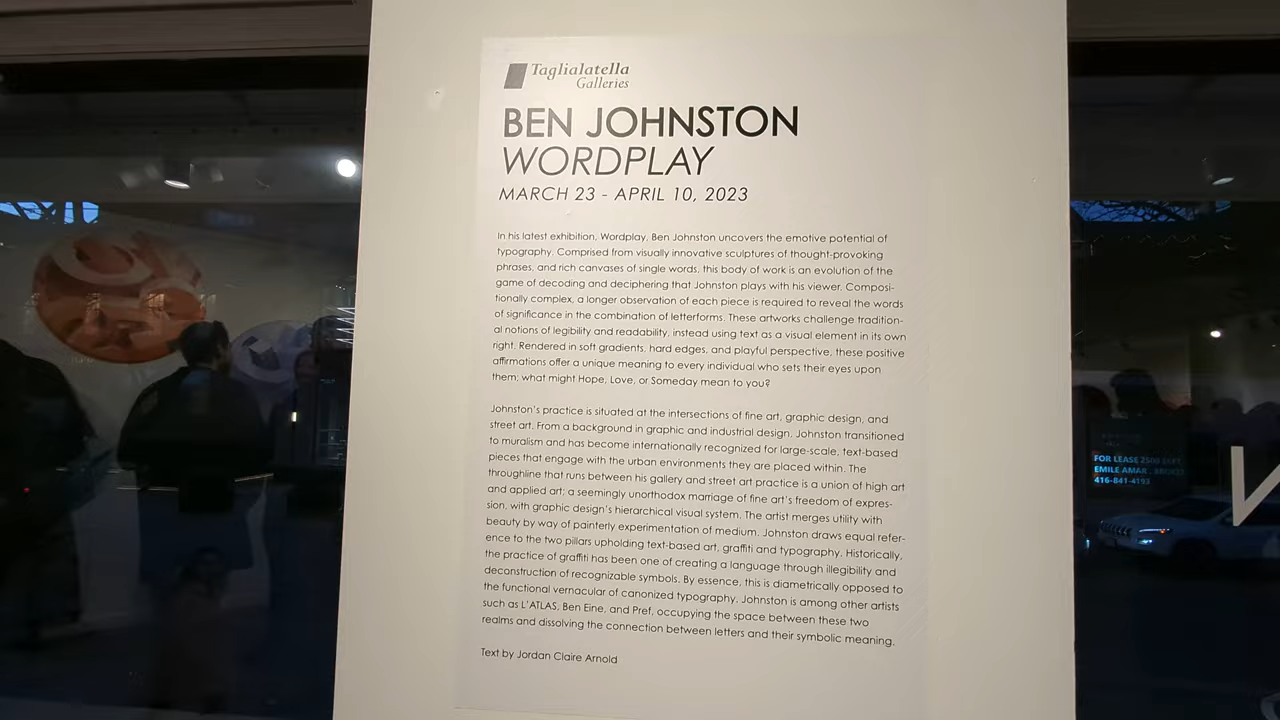 Taglialatella
Galleries
BEN JOHNSTON
WORDPLAY
MARCH 23 - APRIL 10, 2023
In his latest exhibition, Wordplay, Ben Johnston uncovers the emotive potential of
typography. Comprised from visually innovative sculptures of thought-provoking
phrases, and rich canvases of single words, this body of work is an evolution of the
game of decoding and deciphering that Johnston plays with his viewer. Composi-
tionally complex, a longer observation of each piece is required to reveal the words
of significance in the combination of letterforms. These artworks challenge tradition-
al notions of legibility and readability, instead using text as a visual element in its own
right. Rendered in soft gradients, hard edges, and playful perspective, these positive
affirmations offer a unique meaning to every individual who sets their eyes upon
them; what might Hope, Love, or Someday mean to you?
Johnston's practice is situated at the intersections of fine art, graphic design, and
street art. From a background in graphic and industrial design, Johnston transitioned
to muralism and has become internationally recognized for large-scale, text-based
pieces that engage with the urban environments they are placed within. The
throughline that runs between his gallery and street art practice is a union of high art
and applied art; a seemingly unorthodox marriage of fine art's freedom of expres-
sion, with graphic design's hierarchical visual system. The artist merges utility with
beauty by way of painterly experimentation of medium. Johnston draws equal refer-
ence to the two pillars upholding text-based art, graffiti and typography. Historically,
the practice of graffiti has been one of creating a language through illegibility and
deconstruction of recognizable symbols. By essence, this is diametrically opposed to
the functional vernacular of canonized typography. Johnston is among other artists
such as L'ATLAS, Ben Eine, and Pref, occupying the space between these two
realms and dissolving the connection between letters and their symbolic meaning.
Text by Jordan Claire Arnold
FOR LEASE 2500
EMILE AMAR
416-841-4193